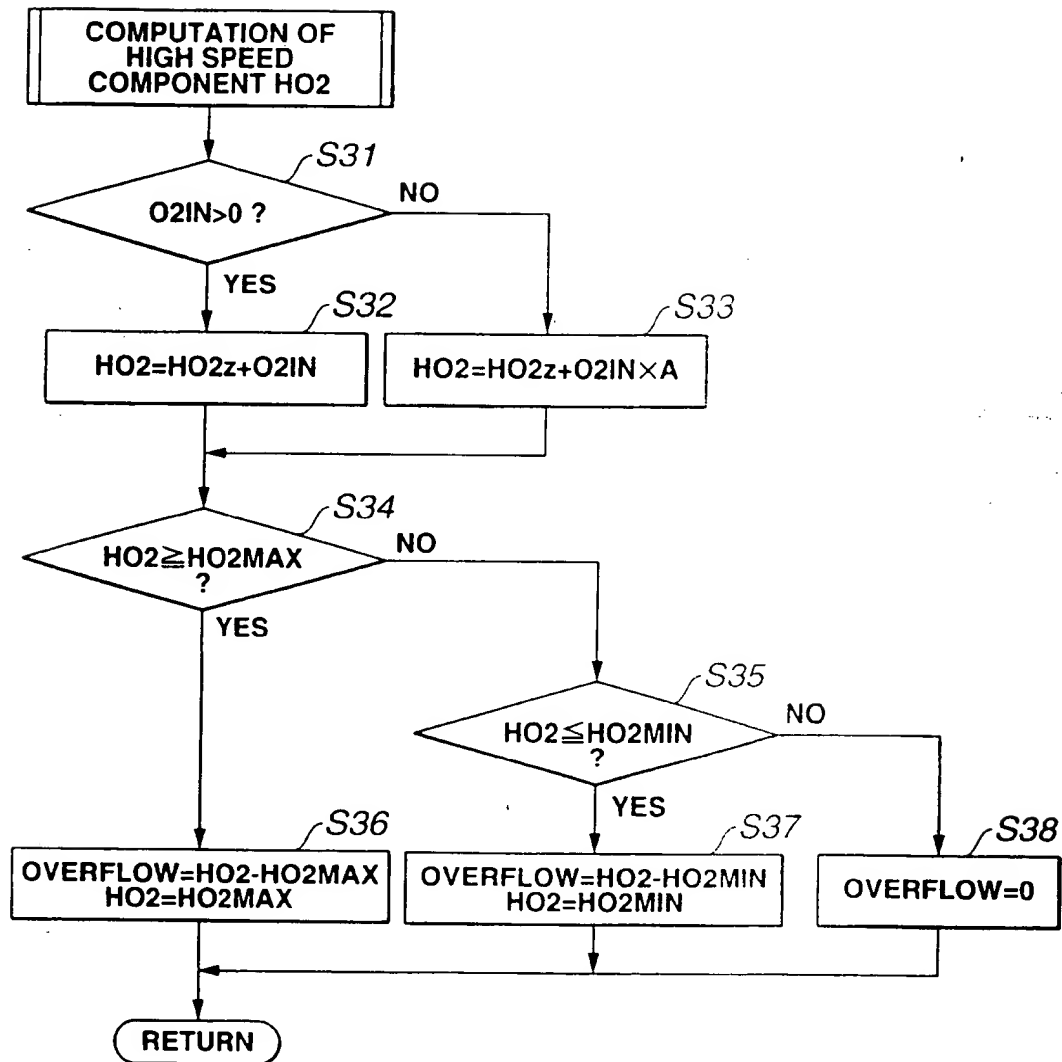 COMPUTATION OF
HIGH SPEED
COMPONENT HO2
S31
O2IN>0 ?
NO
YES
S32
HO2=HO2z+O2IN
S33
HO2=HO2z+O2IN×A
S34
HO2≧HO2MAX
?
NO
YES
S35
HO2≦HO2MIN
?
NO
YES
S36
OVERFLOW=HO2-HO2MAX
HO2=HO2MAX
S37
OVERFLOW=HO2-HO2MIN
HO2=HO2MIN
S38
OVERFLOW=0
RETURN